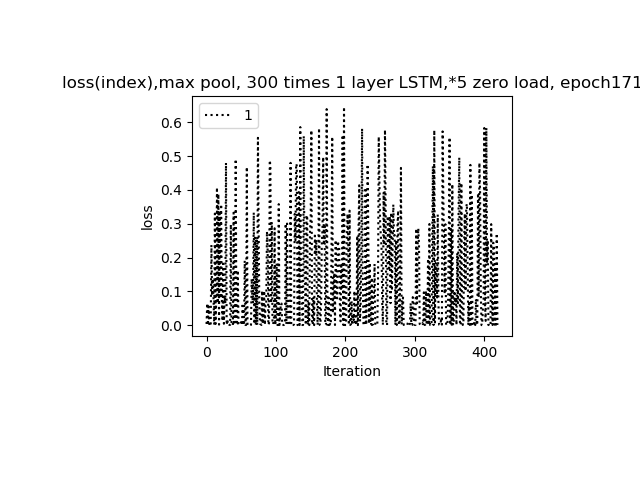 loss(index),max pool, 300 times 1 layer LSTM,*5 zero load, epoch171
1
0.6
0.5
0.4
0.3
0.2
0.1
0.0
loss
0 100 200 300 400
Iteration